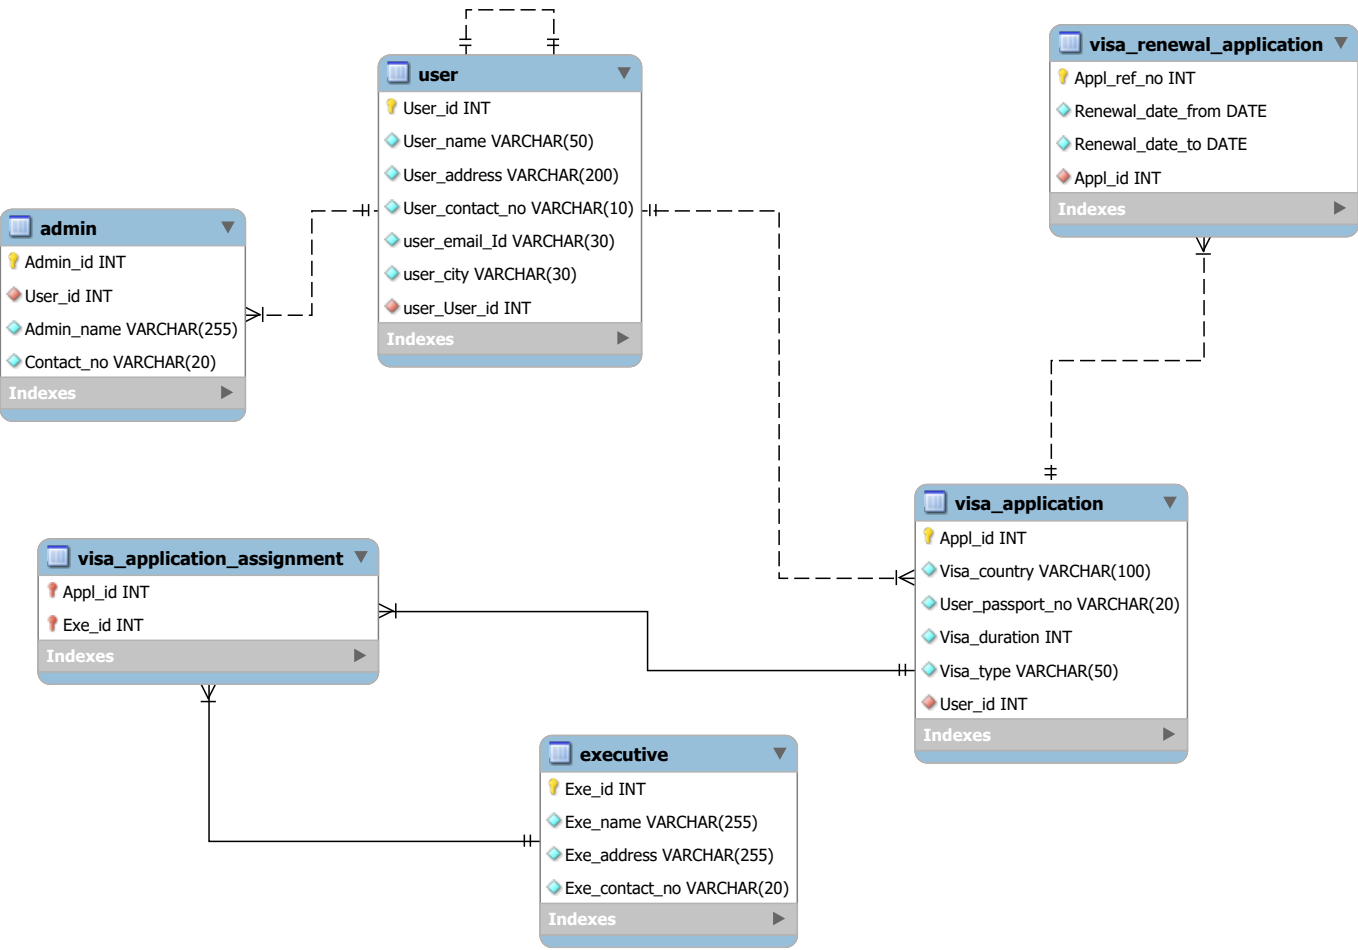 user
User_id INT
User_name VARCHAR(50)
User_address VARCHAR(200)
User_contact_no VARCHAR(10)
user_email_Id VARCHAR(30)
user_city VARCHAR(30)
user_User_id INT
Indexes
visa_renewal_application
Appl_ref_no INT
Renewal_date_from DATE
Renewal_date_to DATE
Appl_id INT
Indexes
admin
Admin_id INT
User_id INT
Admin_name VARCHAR(255)
Contact_no VARCHAR(20)
Indexes
visa_application
Appl_id INT
Visa_country VARCHAR(100)
User_passport_no VARCHAR(20)
Visa_duration INT
Visa_type VARCHAR(50)
User_id INT
Indexes
visa_application_assignment
Appl_id INT
Exe_id INT
Indexes
executive
Exe_id INT
Exe_name VARCHAR(255)
Exe_address VARCHAR(255)
Exe_contact_no VARCHAR(20)
Indexes